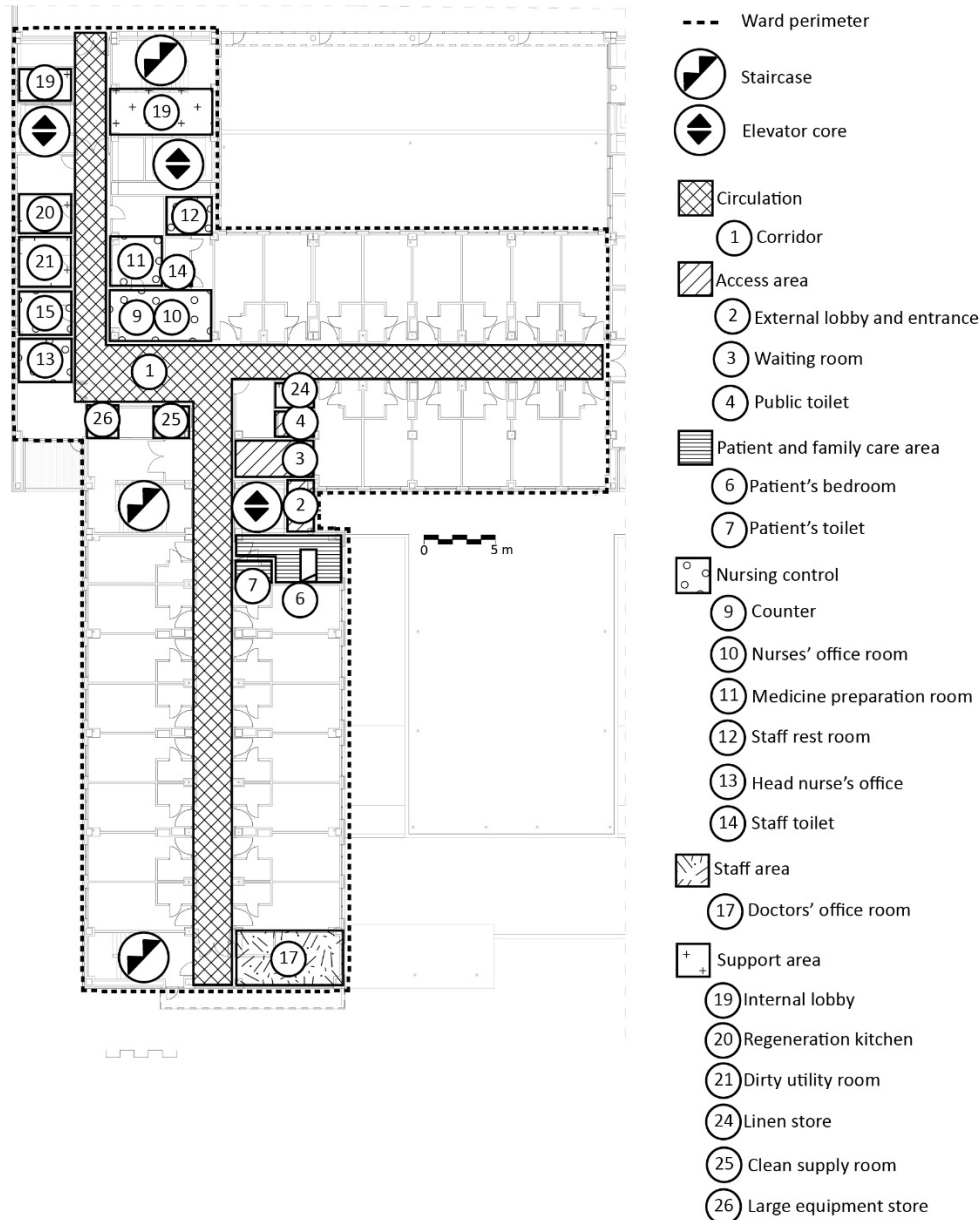 19
19
20
12
21
11
14
15
9
10
13
1
24
26
25
4
3
2
0
5 m
7
6
17
Ward perimeter
Staircase
Elevator core
Circulation
1 Corridor
Access area
2 External lobby and entrance
3 Waiting room
4 Public toilet
Patient and family care area
6 Patient's bedroom
7 Patient's toilet
Nursing control
9 Counter
10 Nurses' office room
11 Medicine preparation room
12 Staff rest room
13 Head nurse's office
14 Staff toilet
Staff area
17 Doctors' office room
Support area
19 Internal lobby
20 Regeneration kitchen
21 Dirty utility room
24 Linen store
25 Clean supply room
26 Large equipment store